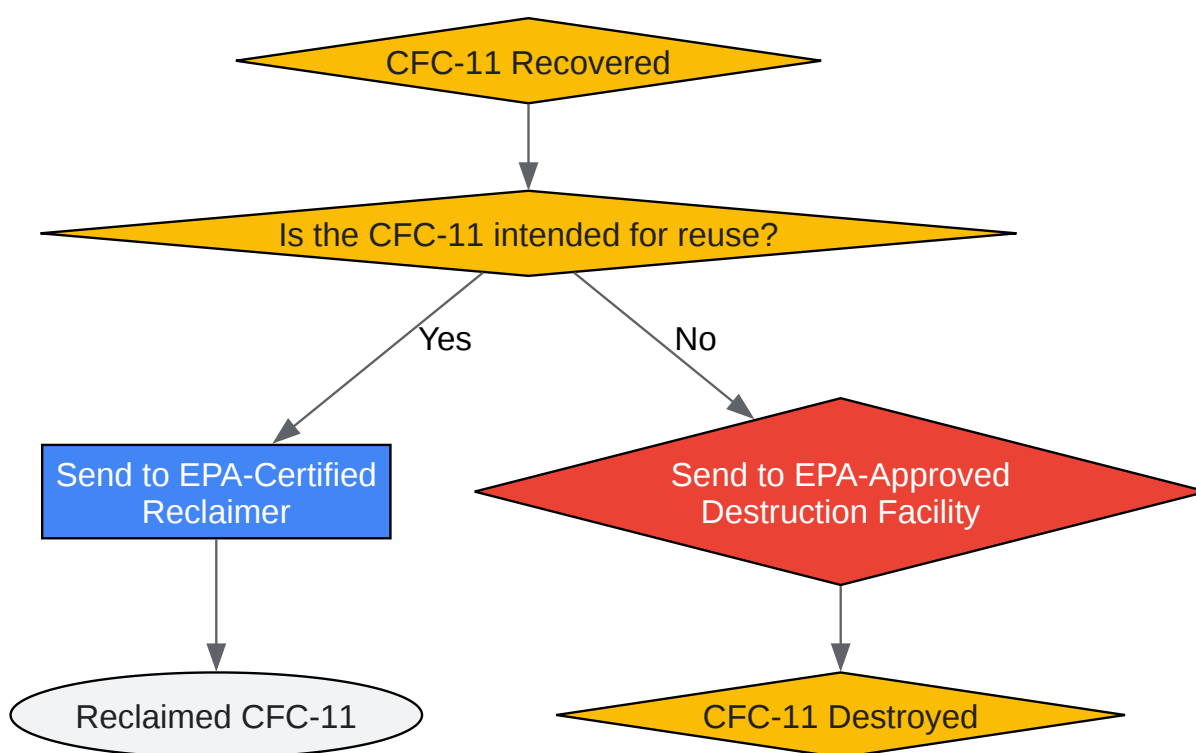 CFC-11 Recovered
Is the CFC-11 intended for reuse?
Yes
No
Send to EPA-Certified
Reclaimer
Send to EPA-Approved
Destruction Facility
Reclaimed CFC-11
CFC-11 Destroyed